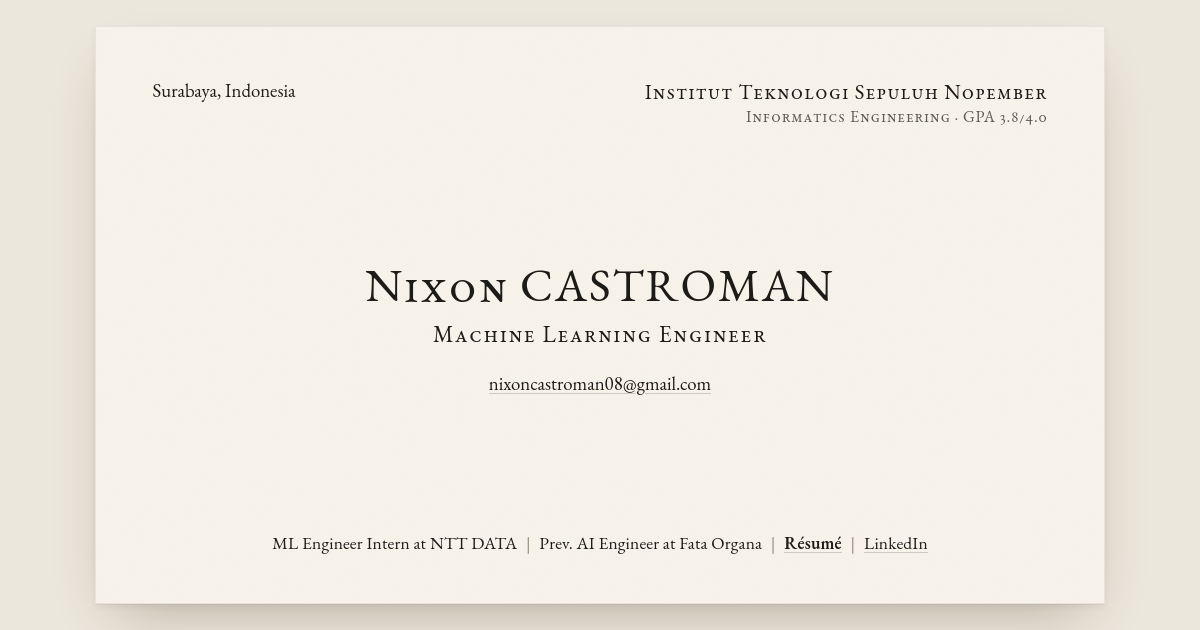 Surabaya, Indonesia
Institut Teknologi Sepuluh Nopember
Informatics Engineering · GPA 3.8/4.0
Nixon CASTROMAN
Machine Learning Engineer
nixoncastroman08@gmail.com
ML Engineer Intern at NTT DATA | Prev. AI Engineer at Fata Organa | Résumé | LinkedIn